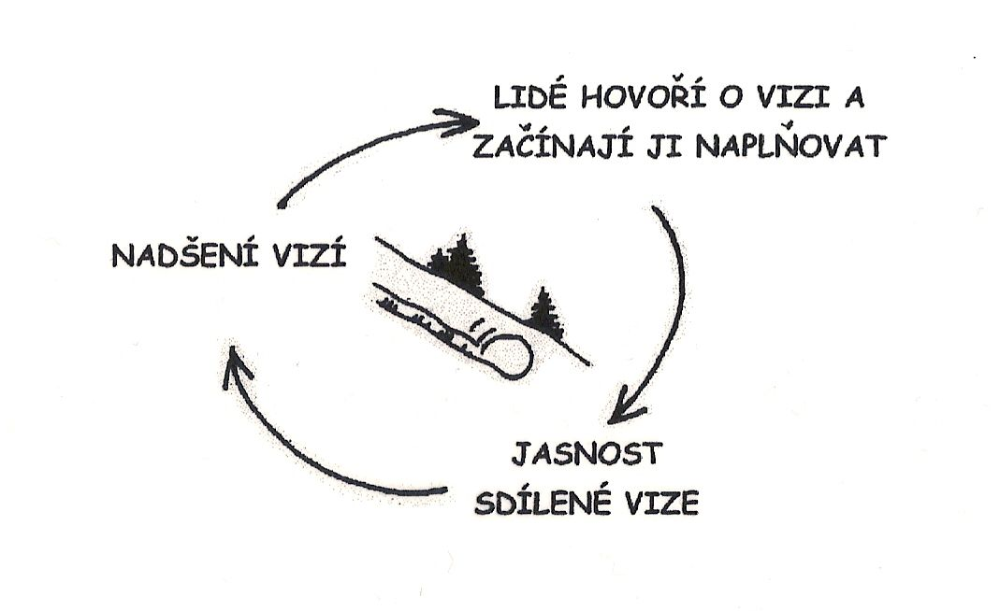 LIDÉ HOVOŘÍ O VIZI A
ZAČÍNAJÍ JI NAPLŇOVAT
NADŠENÍ VIZÍ
JASNOST
SDÍLENÉ VIZE